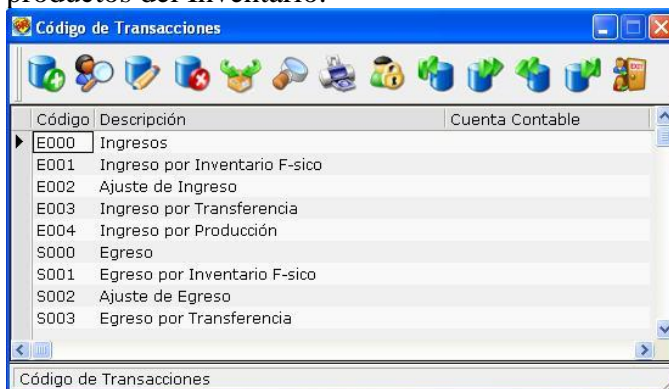 productos del Inventario.
Código de Transacciones
EXIT
Código Descripción Cuenta Contable
E000 Ingresos
E001 Ingreso por Inventario F-sico
E002 Ajuste de Ingreso
E003 Ingreso por Transferencia
E004 Ingreso por Producción
S000 Egreso
S001 Egreso por Inventario F-sico
S002 Ajuste de Egreso
S003 Egreso por Transferencia
Código de Transacciones